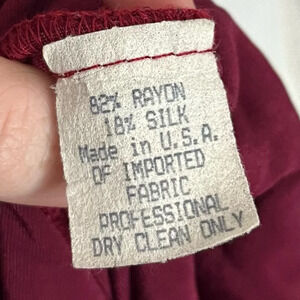 82% RAYON
18% SILK
Made in U.S.A.
OF IMPORTED
FABRIC
PROFESSIONAL
DRY CLEAN ONLY